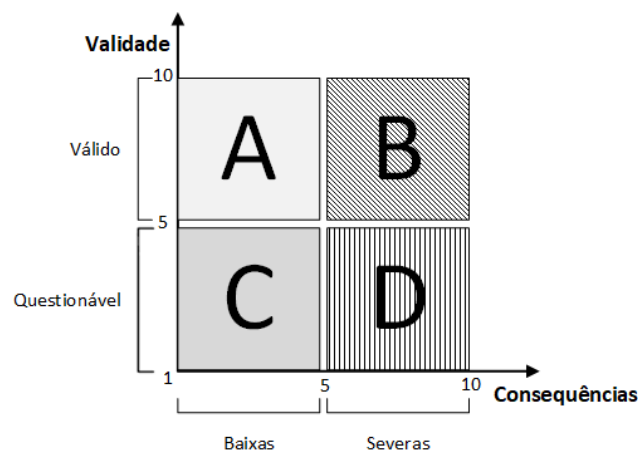 Validade
10
A
B
Válido
5
C
D
Questionável
1
5
10
Consequências
Baixas
Severas